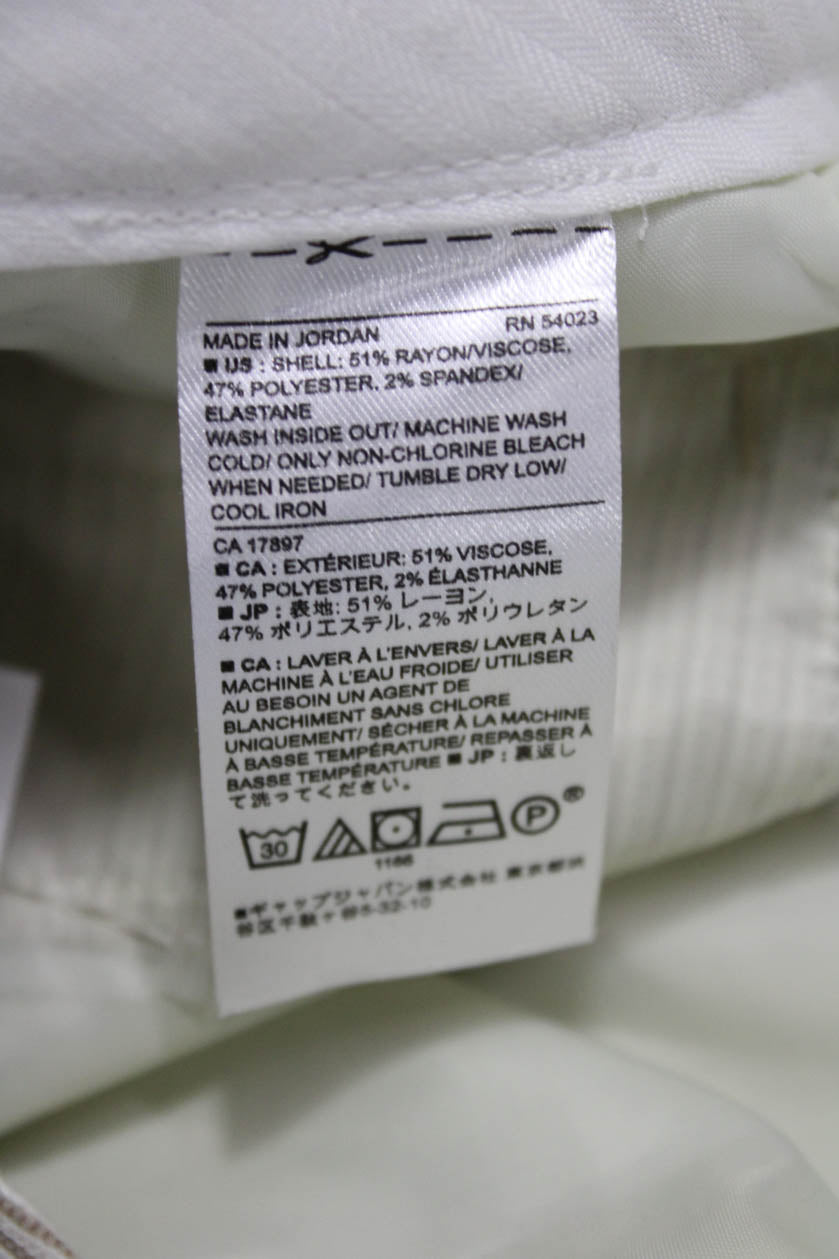 MADE IN JORDAN RN 54023
■ US : SHELL: 51% RAYON/VISCOSE,
47% POLYESTER, 2% SPANDEX/
ELASTANE
WASH INSIDE OUT/ MACHINE WASH
COLD/ ONLY NON-CHLORINE BLEACH
WHEN NEEDED/ TUMBLE DRY LOW/
COOL IRON
CA 17897
■ CA : EXTÉRIEUR: 51% VISCOSE,
47% POLYESTER, 2% ÉLASTHANNE
■ JP : 表地: 51% レーヨン,
47% ポリエステル, 2% ポリウレタン
■ CA : LAVER À L'ENVERS/ LAVER À LA
MACHINE À L'EAU FROIDE/ UTILISER
AU BESOIN UN AGENT DE
BLANCHIMENT SANS CHLORE
UNIQUEMENT/ SÉCHER À LA MACHINE
À BASSE TEMPÉRATURE/ REPASSER À
BASSE TEMPÉRATURE ■ JP : 裏返し
て洗ってください。
30 P ®
1166
■ギャップジャパン株式会社 東京都渋
谷区千駄ヶ谷5-32-10